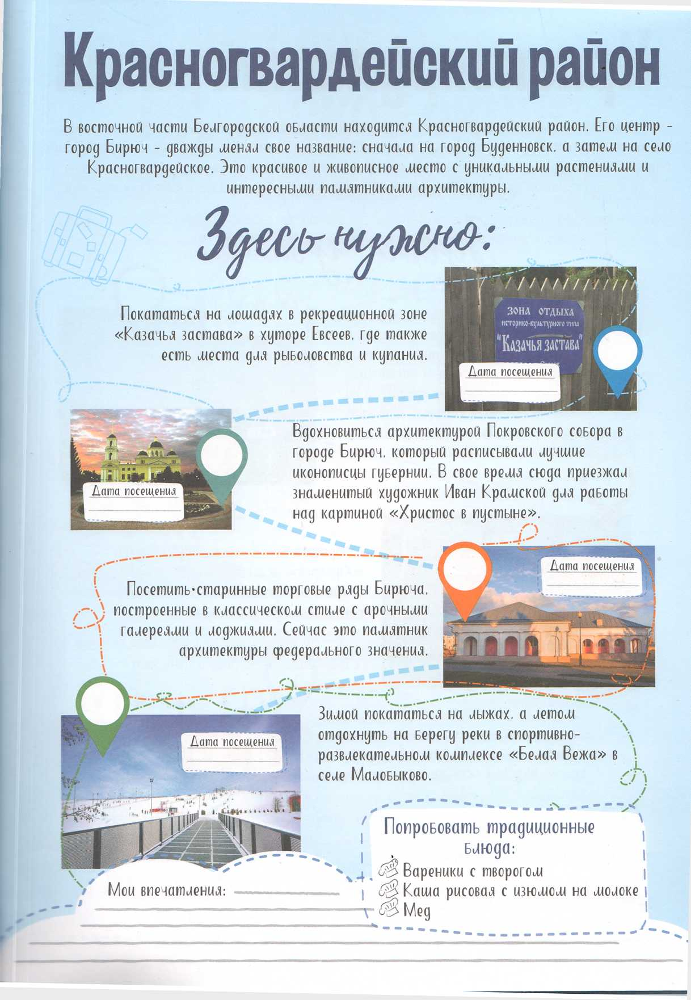 Красногвардейский район
В восточной части Белгородской области находится Красногвардейский район. Его центр -
город Бирюч - дважды менял свое название: сначала на город Буденновск, а затем на село
Красногвардейское. Это красивое и живописное место с уникальными растениями и
интересными памятниками архитектуры.
Здесь нужно:
Покататься на лошадях в рекреационной зоне
«Казачья застава» в хуторе Евсеев, где также
есть места для рыболовства и купания.
ЗОНА ОТДЫХА
ИСТОРИКО-КУЛЬТУРНОГО ТИПА
"КАЗАЧЬЯ ЗАСТАВА"
Дата посещения
Вдохновиться архитектурой Покровского собора в
городе Бирюч, который расписывали лучшие
иконописцы губернии. В свое время сюда приезжал
знаменитый художник Иван Крамской для работы
над картиной «Христос в пустыне».
Дата посещения
Посетить старинные торговые ряды Бирюча,
построенные в классическом стиле с арочными
галереями и лоджиями. Сейчас это памятник
архитектуры федерального значения.
Дата посещения
Зимой покататься на лыжах, а летом
отдохнуть на берегу реки в спортивно-
развлекательном комплексе «Белая Вежа» в
селе Малобыково.
Дата посещения
Попробовать традиционные
блюда:
Вареники с творогом
Каша рисовая с изюмом на молоке
Мед
Мои впечатления: